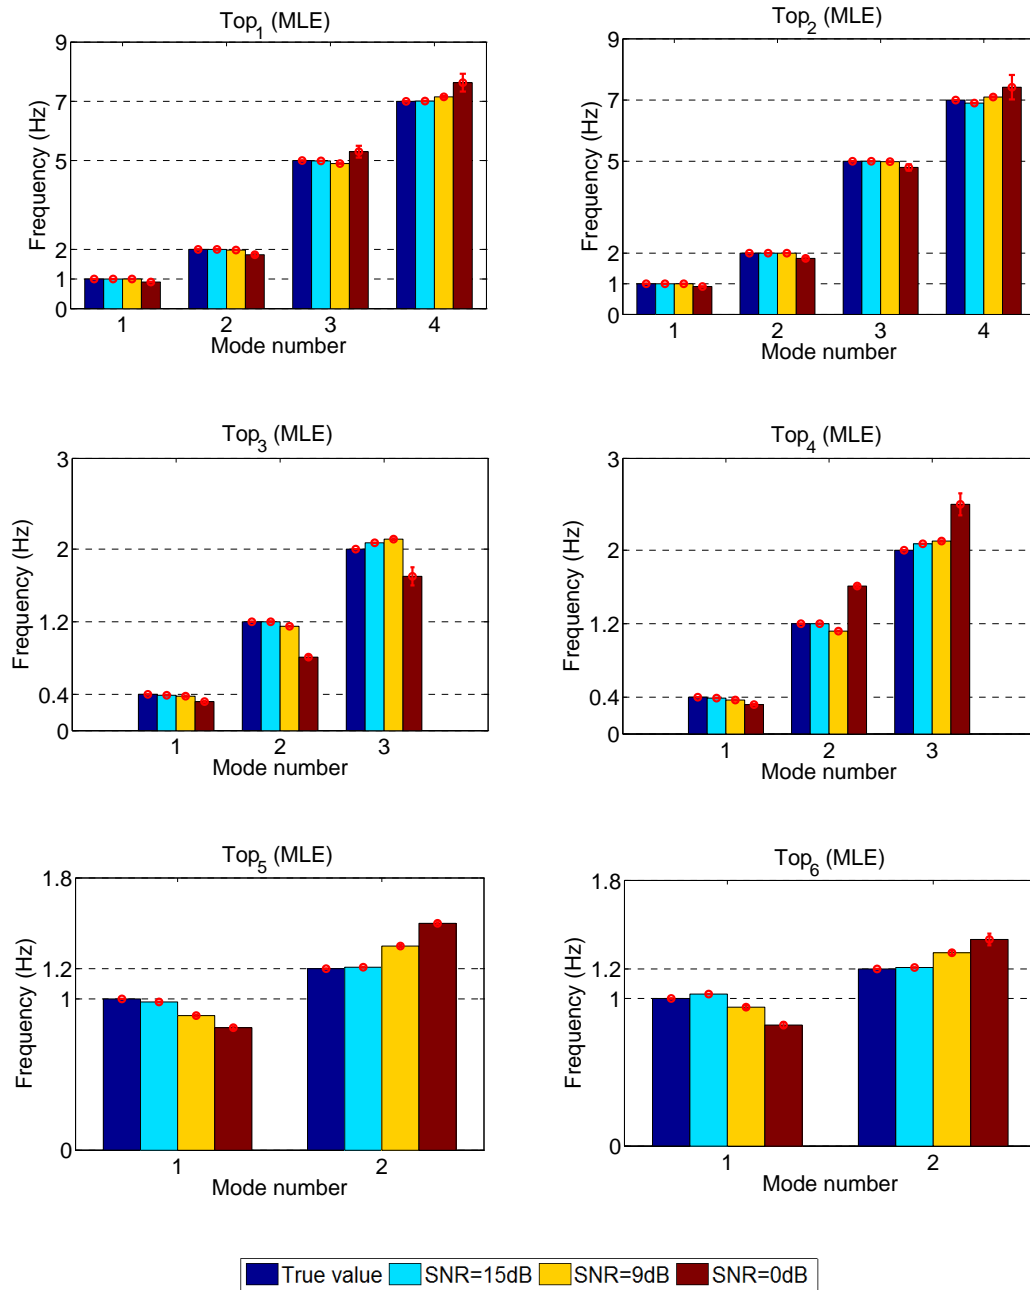 Top1 (MLE)
Frequency (Hz)
9
7
5
2
1
0
1 2 3 4
Mode number
Top2 (MLE)
Frequency (Hz)
9
7
5
2
1
0
1 2 3 4
Mode number
Top3 (MLE)
Frequency (Hz)
3
2
1.2
0.4
0
1 2 3
Mode number
Top4 (MLE)
Frequency (Hz)
3
2
1.2
0.4
0
1 2 3
Mode number
Top5 (MLE)
Frequency (Hz)
1.8
1.2
1
0
1 2
Mode number
Top6 (MLE)
Frequency (Hz)
1.8
1.2
1
0
1 2
Mode number
True value SNR=15dB SNR=9dB SNR=0dB